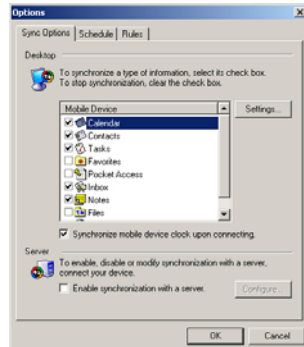 Options
Sync Options Schedule Rules
Desktop
To synchronize a type of information, select its check box.
To stop synchronization, clear the check box.
Mobile Device
Settings...
Calendar
Contacts
Tasks
Favorites
Pocket Access
Inbox
Notes
Files
Synchronize mobile device clock upon connecting.
Server
To enable, disable or modify synchronization with a server,
connect your device.
Enable synchronization with a server.
Configure...
OK Cancel